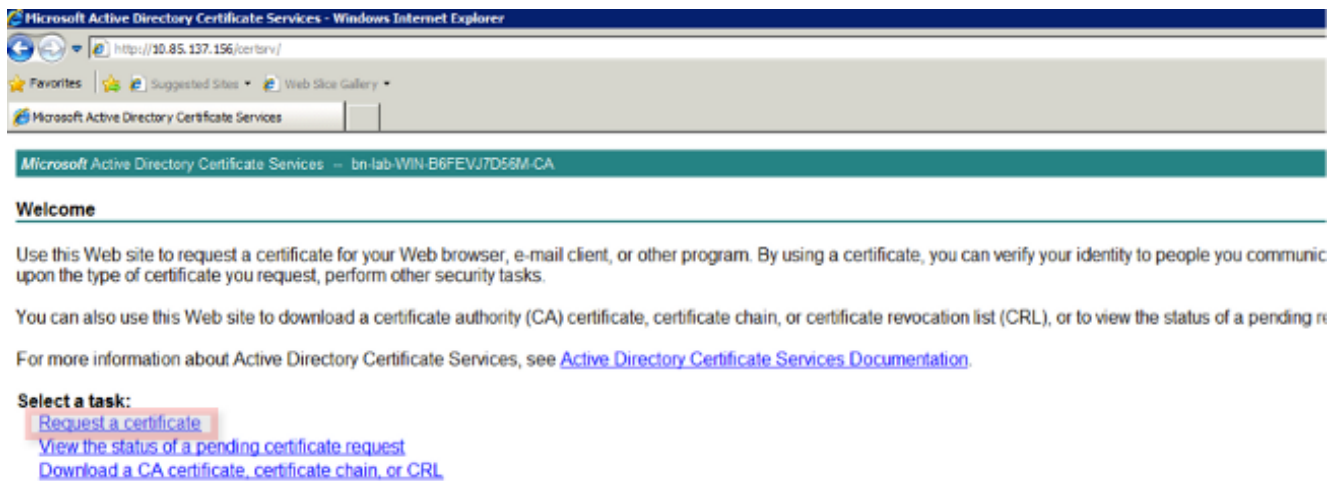 Microsoft Active Directory Certificate Services - Windows Internet Explorer
http://10.85.137.156/certsrv/
Favorites Suggested Sites Web Slice Gallery
Microsoft Active Directory Certificate Services
Microsoft Active Directory Certificate Services -- bn-lab-WIN-B6FEVJ7D56M-CA
Welcome
Use this Web site to request a certificate for your Web browser, e-mail client, or other program. By using a certificate, you can verify your identity to people you communic
upon the type of certificate you request, perform other security tasks.
You can also use this Web site to download a certificate authority (CA) certificate, certificate chain, or certificate revocation list (CRL), or to view the status of a pending re
For more information about Active Directory Certificate Services, see Active Directory Certificate Services Documentation.
Select a task:
Request a certificate
View the status of a pending certificate request
Download a CA certificate, certificate chain, or CRL